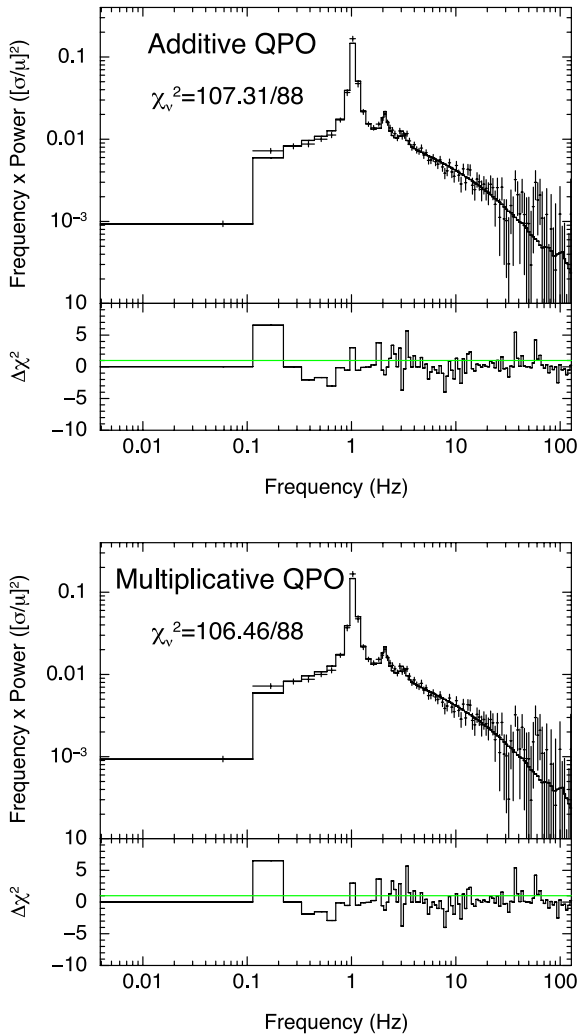 Additive QPO
χν²=107.31/88
Frequency x Power ([σ/μ]²)
0.1
0.01
10⁻³
10
Δχ²
5
0
−5
−10
0.01 0.1 1 10 100
Frequency (Hz)
Multiplicative QPO
χν²=106.46/88
Frequency x Power ([σ/μ]²)
0.1
0.01
10⁻³
10
Δχ²
5
0
−5
−10
0.01 0.1 1 10 100
Frequency (Hz)